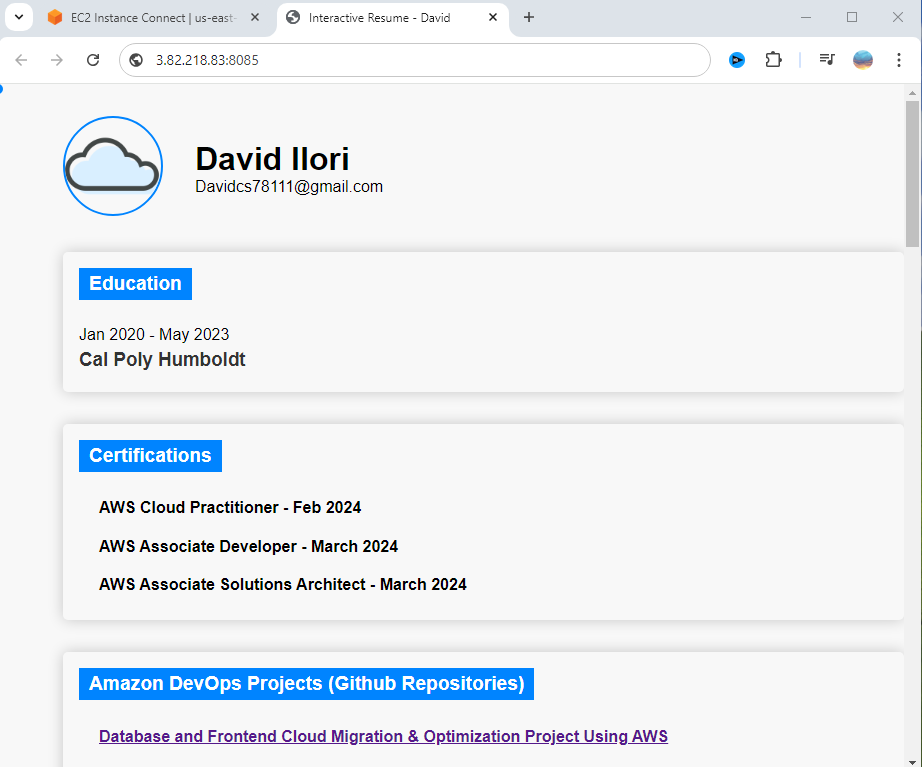 EC2 Instance Connect | us-east-
Interactive Resume - David
3.82.218.83:8085
David Ilori
Davidcs78111@gmail.com
Education
Jan 2020 - May 2023
Cal Poly Humboldt
Certifications
AWS Cloud Practitioner - Feb 2024
AWS Associate Developer - March 2024
AWS Associate Solutions Architect - March 2024
Amazon DevOps Projects (Github Repositories)
Database and Frontend Cloud Migration & Optimization Project Using AWS